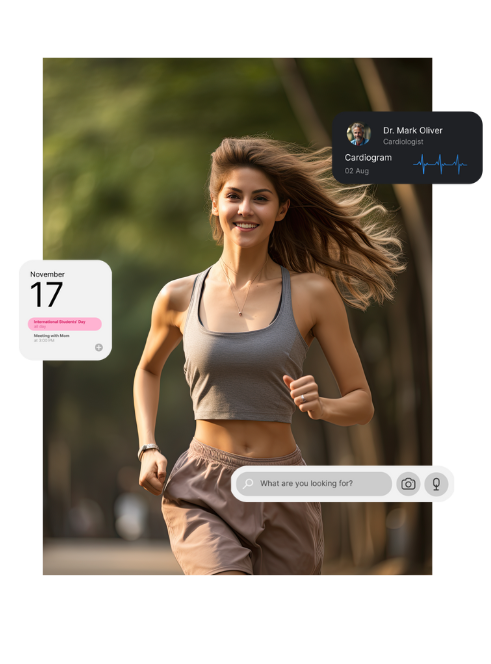 Dr. Mark Oliver
Cardiologist
Cardiogram
02 Aug
November
17
International Students' Day
all day
Meeting with Mom
at 3:00 PM
What are you looking for?